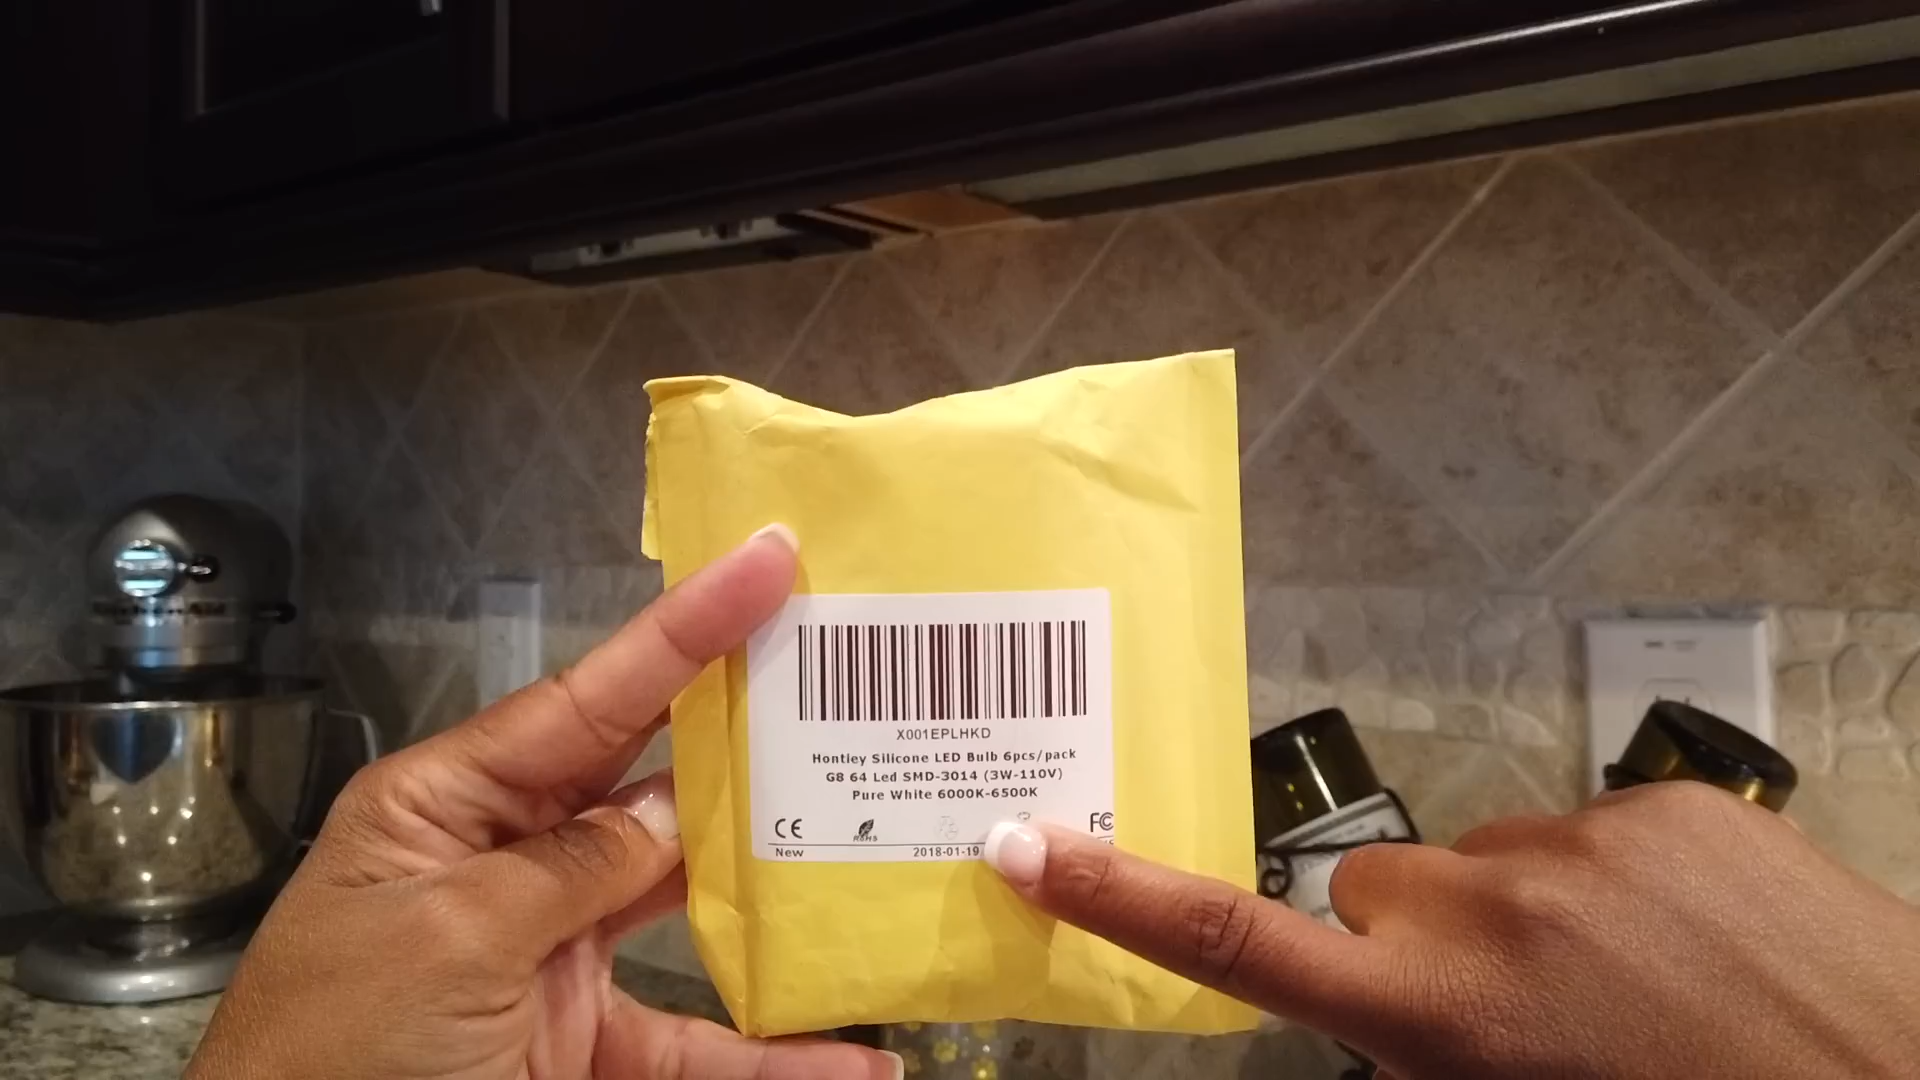 X001EPLHKD
Hontiey Silicone LED Bulb 6pcs/pack
G8 64 Led SMD-3014 (3W-110V)
Pure White 6000K-6500K
CE
RoHS
FC
New
2018-01-19
KitchenAid